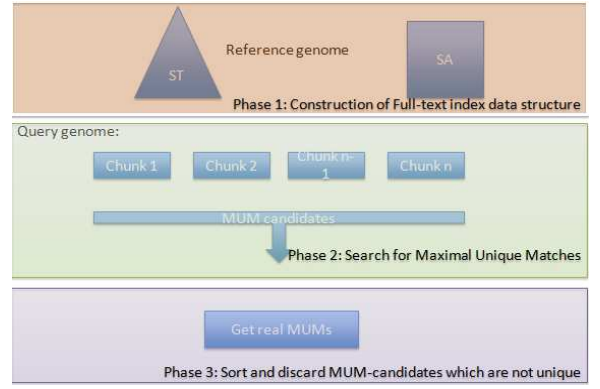 Reference genome
ST
SA
Phase 1: Construction of Full-text index data structure
Query genome:
Chunk 1
Chunk 2
Chunk n-
1
Chunk n
MUM candidates
Phase 2: Search for Maximal Unique Matches
Get real MUMs
Phase 3: Sort and discard MUM-candidates which are not unique